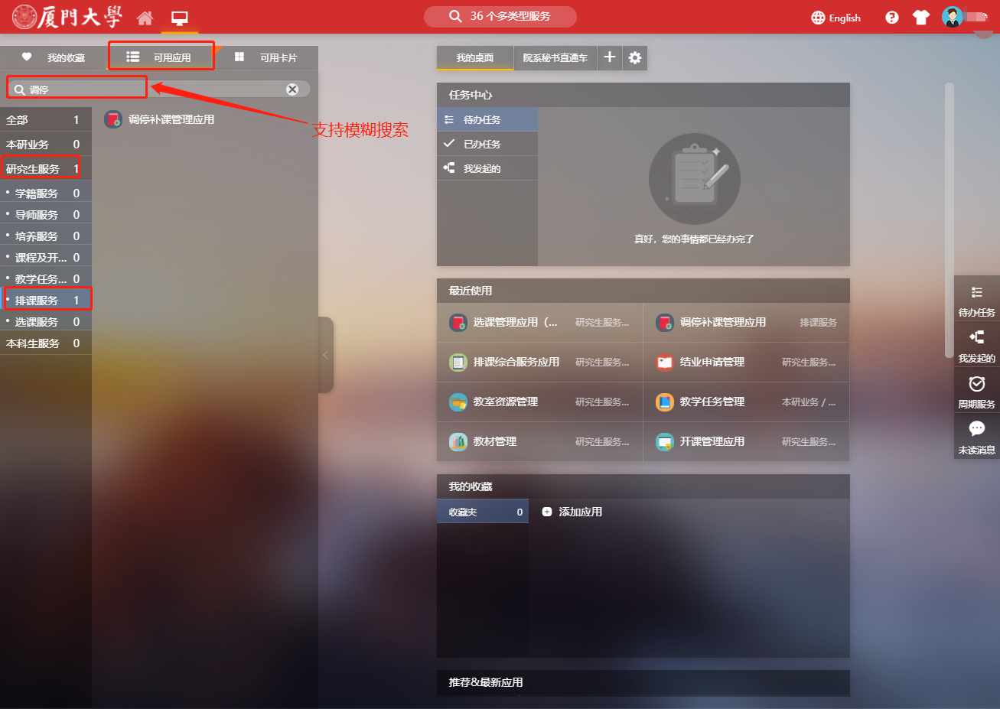 廈門大學
36 个多类型服务
English
我的收藏
可用应用
可用卡片
调停
支持模糊搜索
全部 1
本研业务 0
研究生服务 1
学籍服务 0
导师服务 0
培养服务 0
课程及开... 0
教学任务... 0
排课服务 1
选课服务 0
本科生服务 0
调停补课管理应用
我的桌面
院系秘书直通车
任务中心
待办任务
已办任务
我发起的
真好，您的事情都已经办完了
最近使用
选课管理应用（... 研究生服务...
调停补课管理应用 排课服务
排课综合服务应用 研究生服务...
结业申请管理 研究生服务...
教室资源管理 研究生服务...
教学任务管理 本研业务 / ...
教材管理 研究生服务...
开课管理应用 研究生服务...
我的收藏
收藏夹 0
添加应用
推荐&最新应用
待办任务
我发起的
周期服务
未读消息